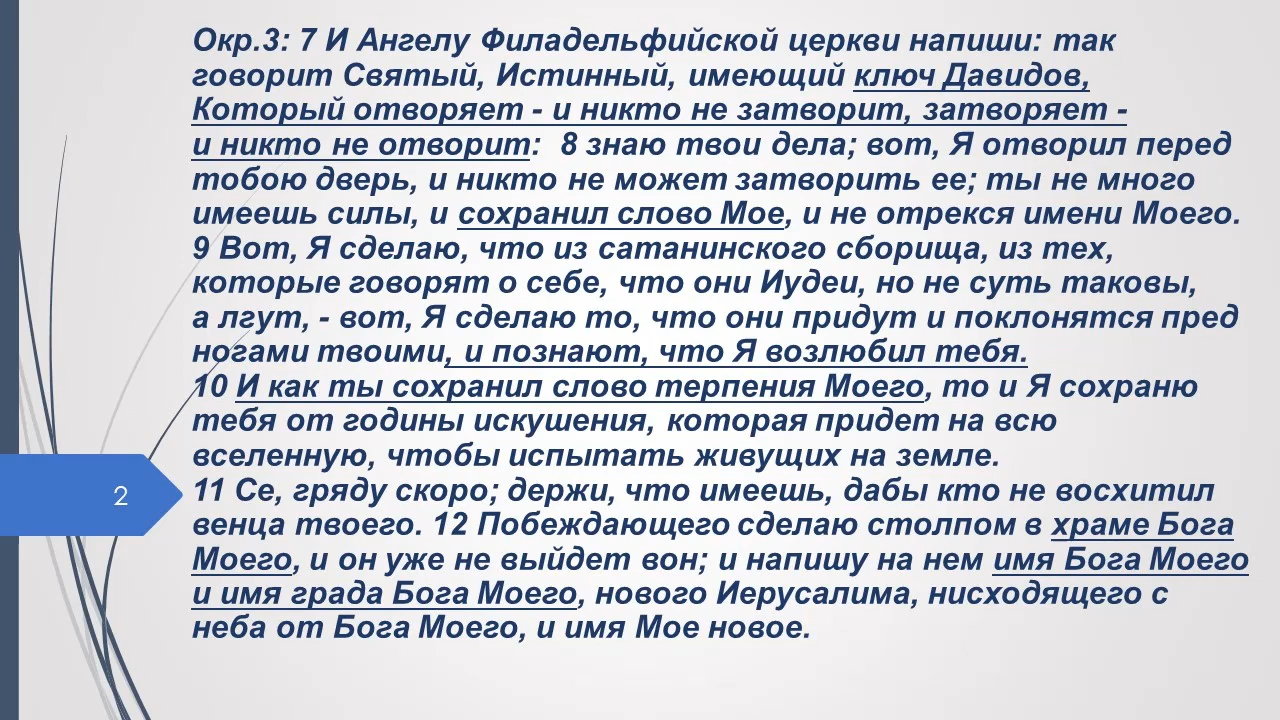 Окр.3: 7 И Ангелу Филадельфийской церкви напиши: так
говорит Святый, Истинный, имеющий ключ Давидов,
Который отворяет - и никто не затворит, затворяет -
и никто не отворит:  8 знаю твои дела; вот, Я отворил перед
тобою дверь, и никто не может затворить ее; ты не много
имеешь силы, и сохранил слово Мое, и не отрекся имени Моего.
9 Вот, Я сделаю, что из сатанинского сборища, из тех,
которые говорят о себе, что они Иудеи, но не суть таковы,
а лгут, - вот, Я сделаю то, что они придут и поклонятся пред
ногами твоими, и познают, что Я возлюбил тебя.
10 И как ты сохранил слово терпения Моего, то и Я сохраню
тебя от годины искушения, которая придет на всю
вселенную, чтобы испытать живущих на земле.
11 Се, гряду скоро; держи, что имеешь, дабы кто не восхитил
венца твоего. 12 Побеждающего сделаю столпом в храме Бога
Моего, и он уже не выйдет вон; и напишу на нем имя Бога Моего
и имя града Бога Моего, нового Иерусалима, нисходящего с
неба от Бога Моего, и имя Мое новое.
2